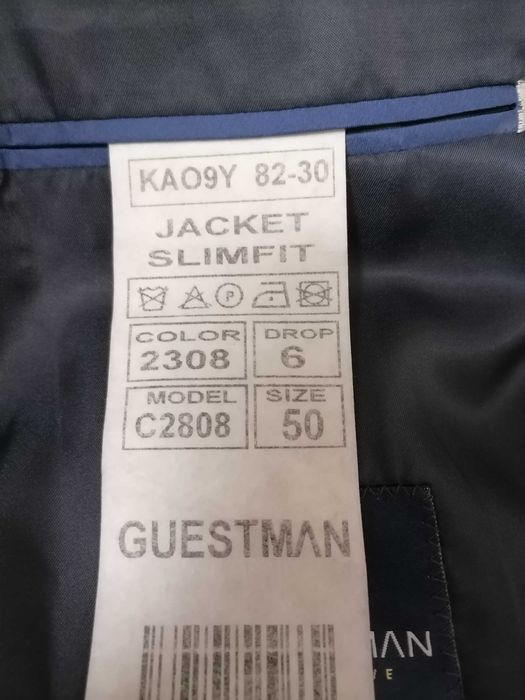 KAO9Y 82-30
JACKET
SLIMFIT
P
COLOR DROP
2308 6
MODEL SIZE
C2808 50
GUESTMAN
MAN